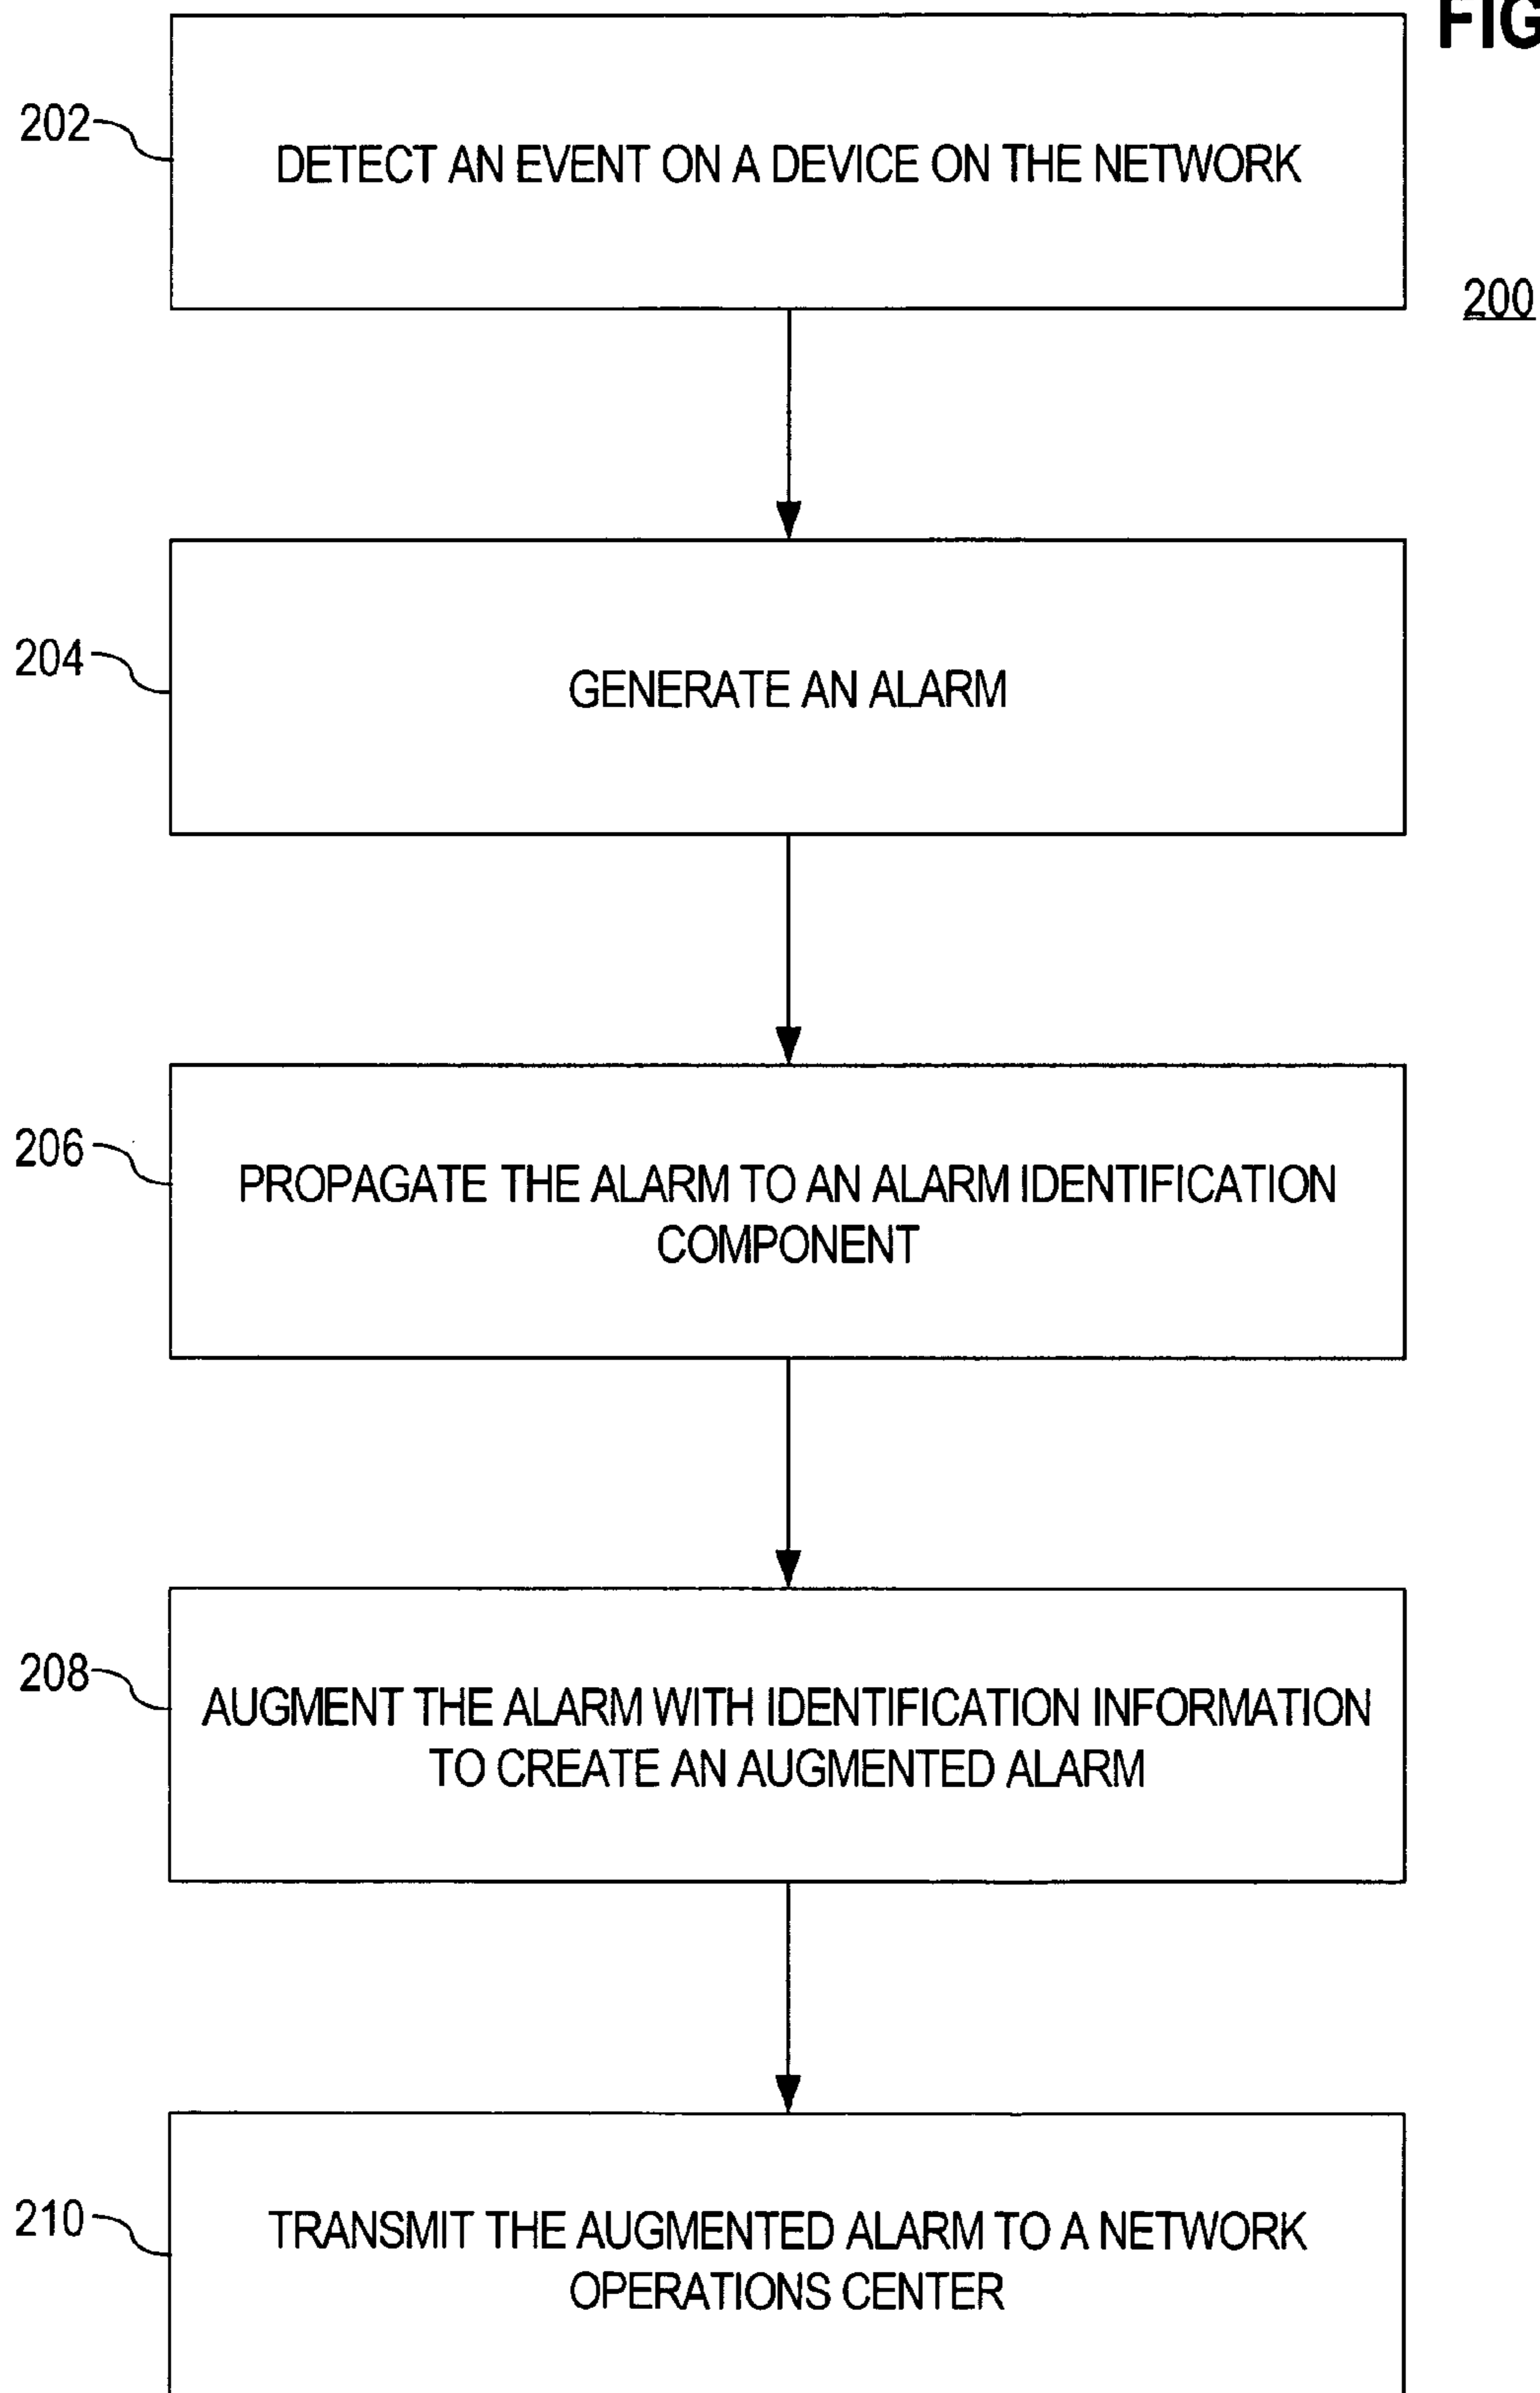 FIG
202
DETECT AN EVENT ON A DEVICE ON THE NETWORK
200
204
GENERATE AN ALARM
206
PROPAGATE THE ALARM TO AN ALARM IDENTIFICATION
COMPONENT
208
AUGMENT THE ALARM WITH IDENTIFICATION INFORMATION
TO CREATE AN AUGMENTED ALARM
210
TRANSMIT THE AUGMENTED ALARM TO A NETWORK
OPERATIONS CENTER